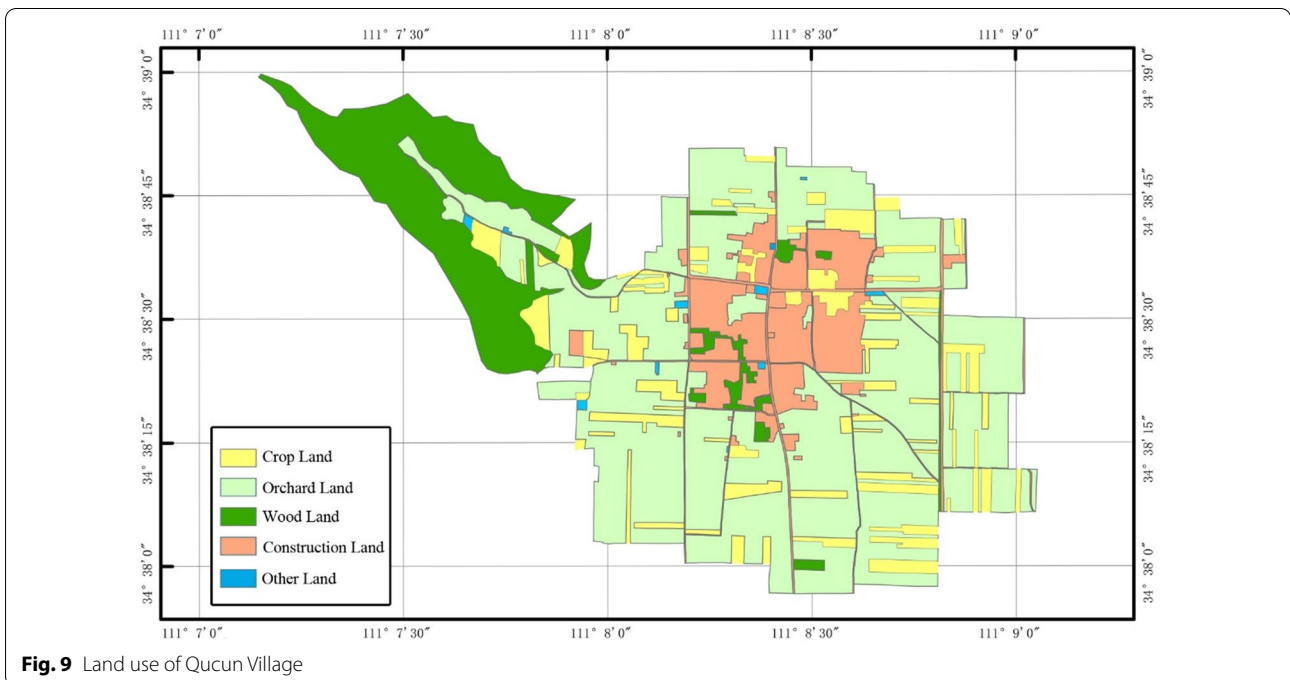 111° 7′ 0″ 111° 7′ 30″ 111° 8′ 0″ 111° 8′ 30″ 111° 9′ 0″
34° 39′ 0″ 34° 39′ 0″
34° 38′ 45″ 34° 38′ 45″
34° 38′ 30″ 34° 38′ 30″
34° 38′ 15″ 34° 38′ 15″
34° 38′ 0″ 34° 38′ 0″
Crop Land
Orchard Land
Wood Land
Construction Land
Other Land
111° 7′ 0″ 111° 7′ 30″ 111° 8′ 0″ 111° 8′ 30″ 111° 9′ 0″
Fig. 9 Land use of Qucun Village